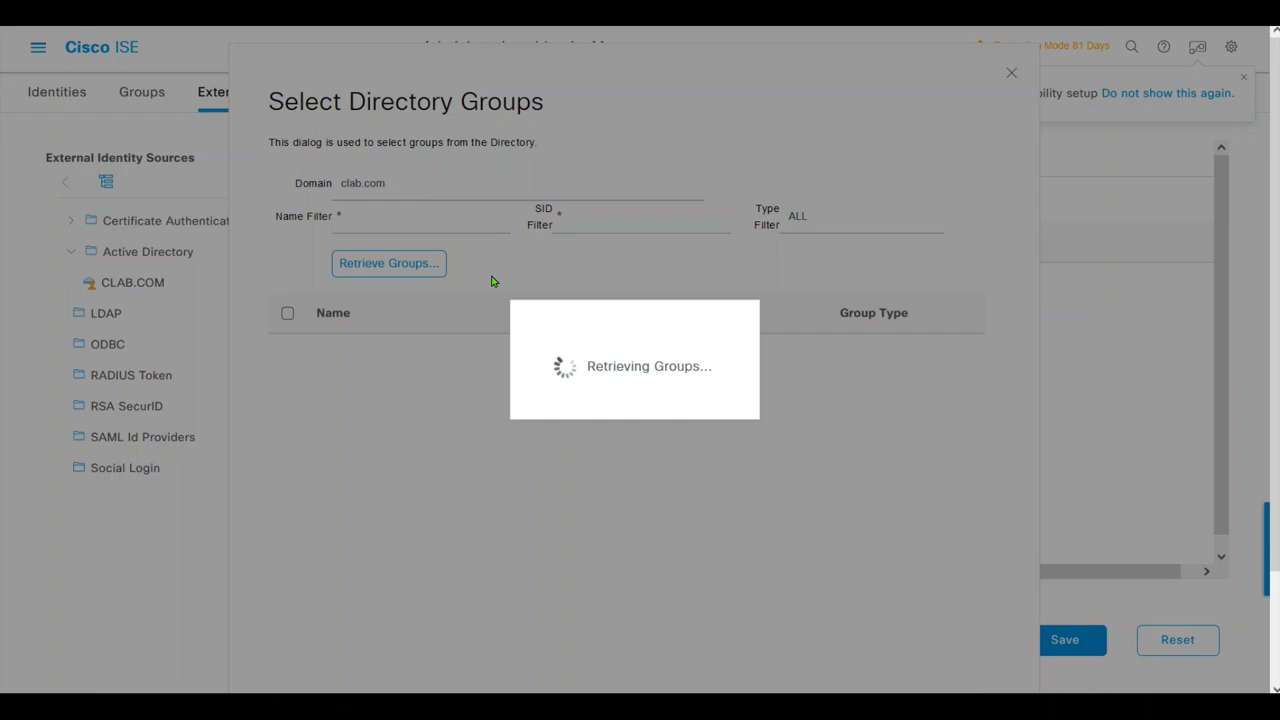 Cisco ISE
Mode 81 Days
Identities
Groups
Exter
bility setup Do not show this again.
Select Directory Groups
This dialog is used to select groups from the Directory.
External Identity Sources
Domain clab.com
Name Filter *
SID Filter *
Type Filter ALL
Retrieve Groups...
Certificate Authenticat
Active Directory
CLAB.COM
LDAP
ODBC
RADIUS Token
RSA SecurID
SAML Id Providers
Social Login
Name
Group Type
Retrieving Groups...
Save
Reset